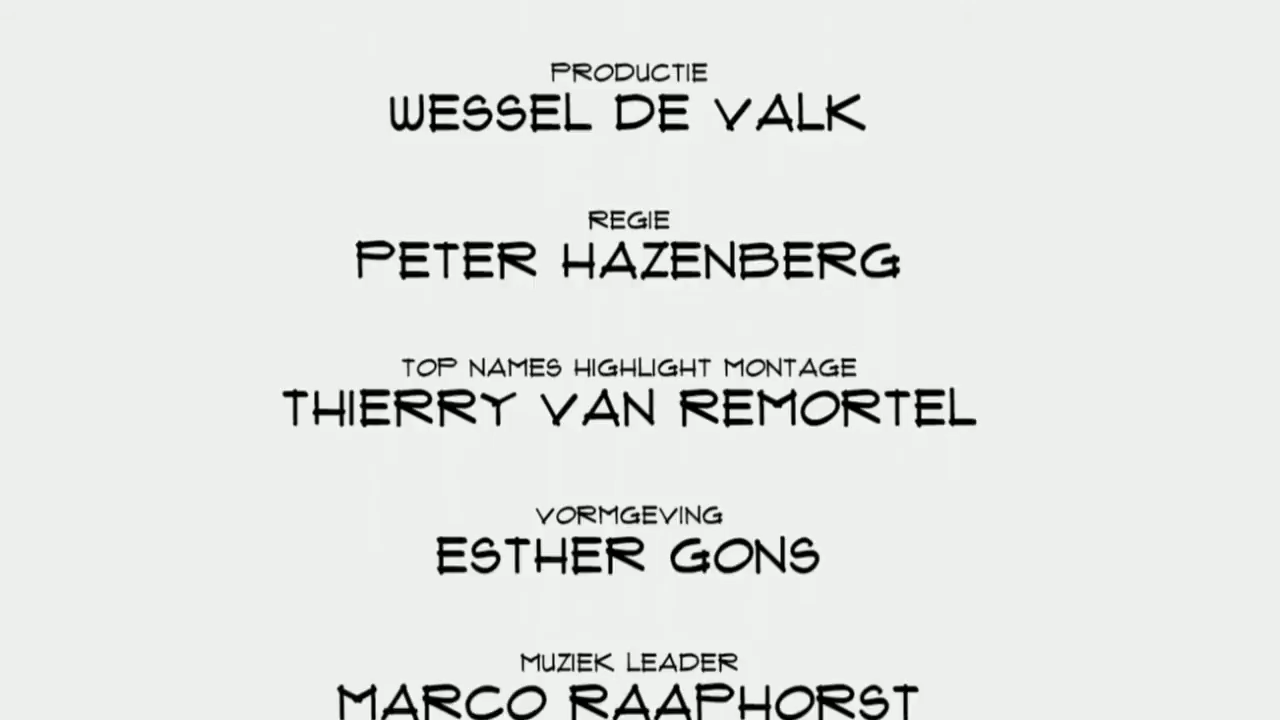 PRODUCTIE
WESSEL DE VALK
REGIE
PETER HAZENBERG
TOP NAMES HIGHLIGHT MONTAGE
THIERRY VAN REMORTEL
VORMGEVING
ESTHER GONS
MUZIEK LEADER
MARCO RAAPHORST